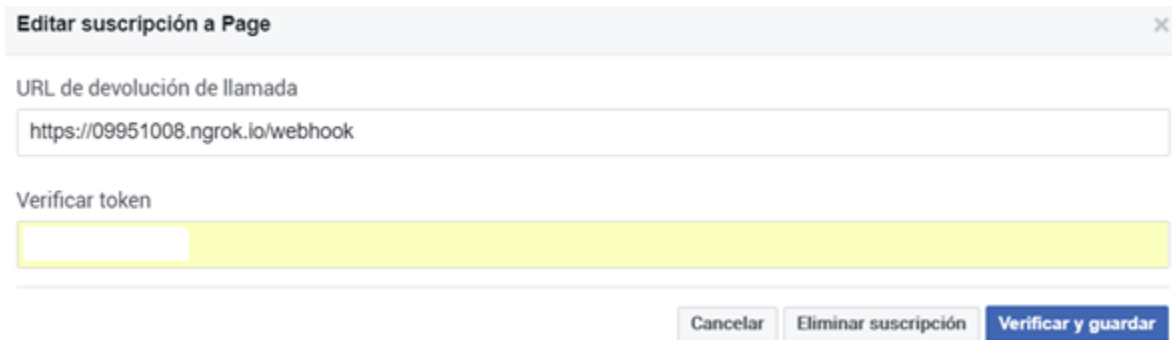 Editar suscripción a Page
URL de devolución de llamada
https://09951008.ngrok.io/webhook
Verificar token
Cancelar Eliminar suscripción Verificar y guardar